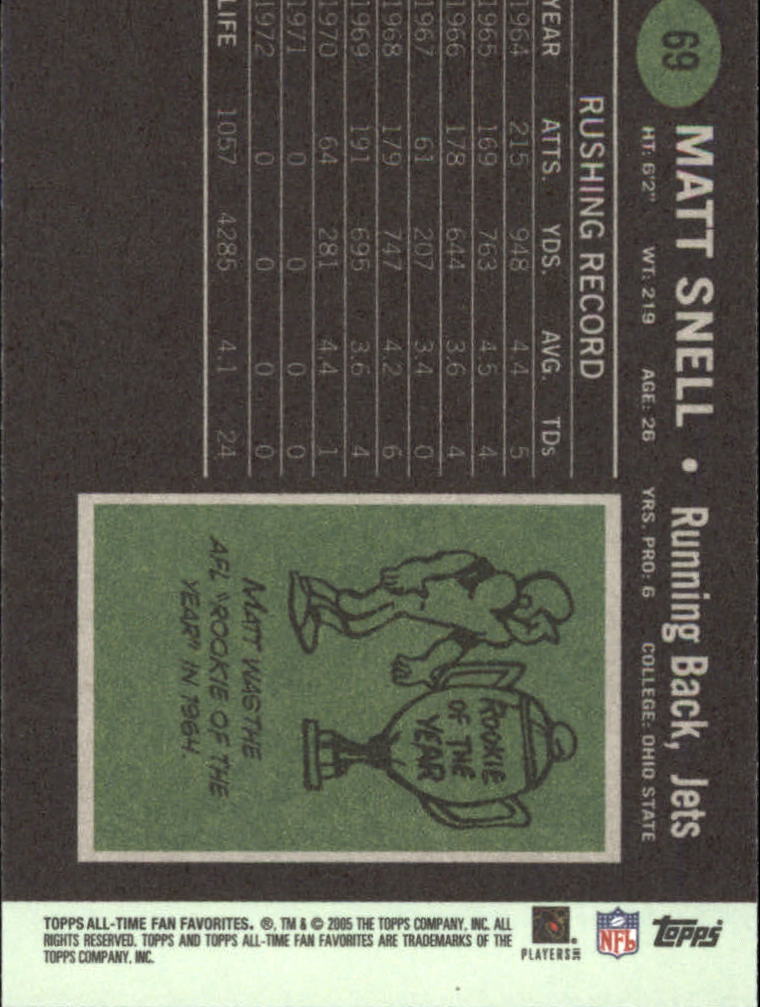 69
MATT SNELL • Running Back, Jets
HT: 6'2" WT: 219 AGE: 26 YRS. PRO: 6 COLLEGE: OHIO STATE
RUSHING RECORD
YEAR ATTS. YDS. AVG. TDs
1964 215 948 4.4 5
1965 169 763 4.5 4
1966 178 644 3.6 4
1967 61 207 3.4 0
1968 179 747 4.2 6
1969 191 695 3.6 4
1970 64 281 4.4 1
1971 0 0 0 0
1972 0 0 0 0
LIFE 1057 4285 4.1 24
ROOKIE
OF THE
YEAR
MATT WAS THE
AFL "ROOKIE OF THE
YEAR" IN 1964.
TOPPS ALL-TIME FAN FAVORITES. ®, TM & © 2005 THE TOPPS COMPANY, INC. ALL
RIGHTS RESERVED. TOPPS AND TOPPS ALL-TIME FAN FAVORITES ARE TRADEMARKS OF THE
TOPPS COMPANY, INC.
PLAYERS INC
NFL
TOPPS